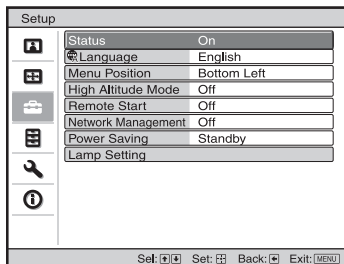 Setup
Status On
Language English
Menu Position Bottom Left
High Altitude Mode Off
Remote Start Off
Network Management Off
Power Saving Standby
Lamp Setting
Sel: Set: Back: Exit: MENU